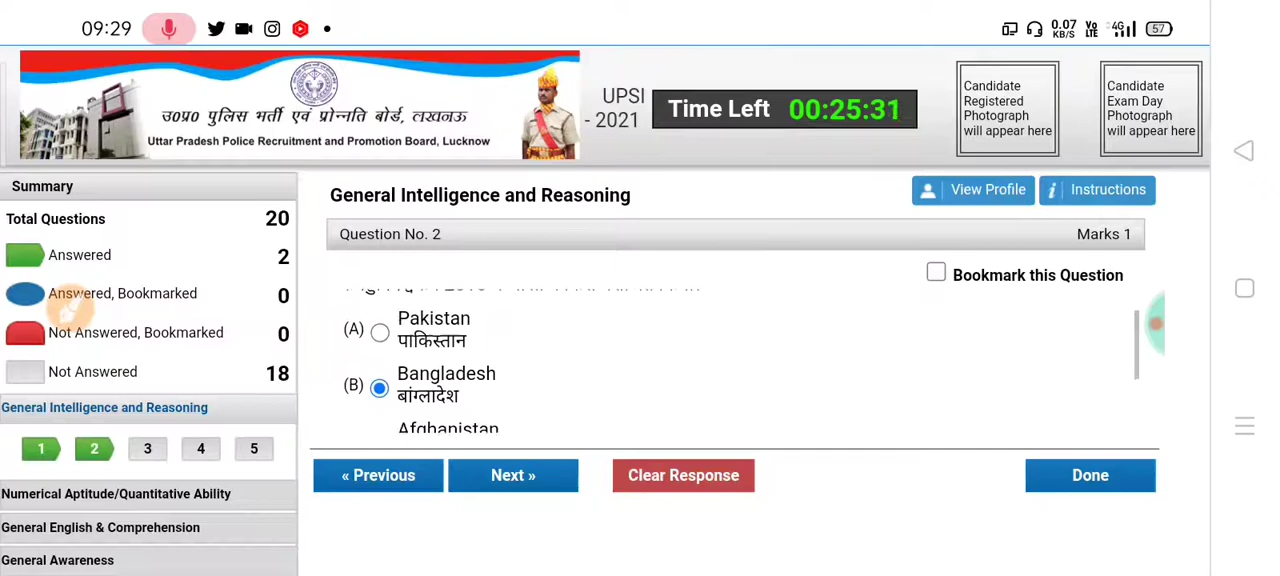 09:29
0.07
KB/S
Vo
LTE
4G
57
उ०प्र० पुलिस भर्ती एवं प्रोन्नति बोर्ड, लखनऊ
Uttar Pradesh Police Recruitment and Promotion Board, Lucknow
UPSI
- 2021
Time Left 00:25:31
Candidate
Registered
Photograph
will appear here
Candidate
Exam Day
Photograph
will appear here
Summary
Total Questions 20
Answered 2
Answered, Bookmarked 0
Not Answered, Bookmarked 0
Not Answered 18
General Intelligence and Reasoning
1 2 3 4 5
Numerical Aptitude/Quantitative Ability
General English & Comprehension
General Awareness
General Intelligence and Reasoning
View Profile
Instructions
Question No. 2 Marks 1
Bookmark this Question
(A) Pakistan
पाकिस्तान
(B) Bangladesh
बांग्लादेश
Afghanistan
« Previous
Next »
Clear Response
Done